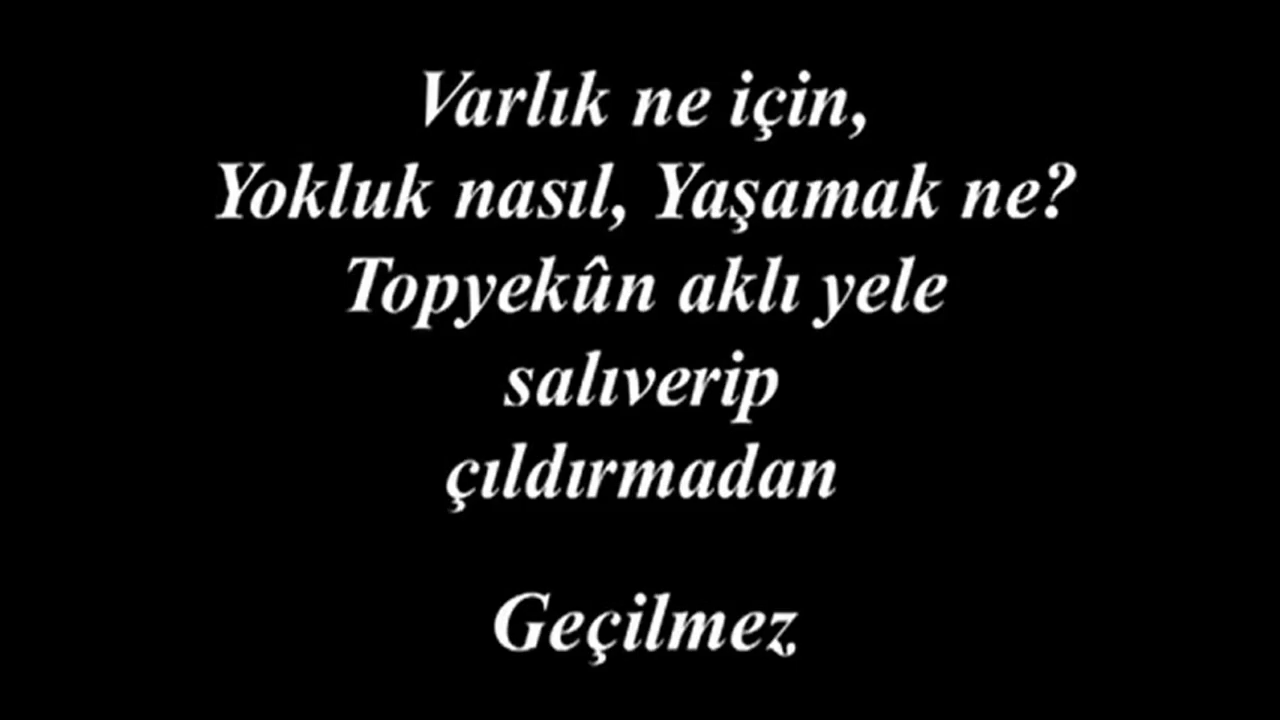 Varlık ne için,
Yokluk nasıl, Yaşamak ne?
Topyekûn aklı yele
salıverip
çıldırmadan
Geçilmez